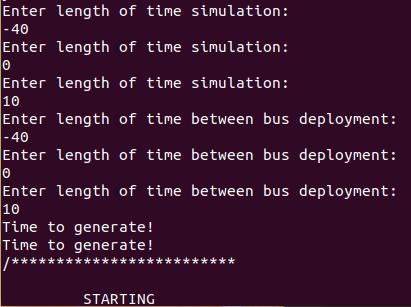 Enter length of time simulation:
-40
Enter length of time simulation:
0
Enter length of time simulation:
10
Enter length of time between bus deployment:
-40
Enter length of time between bus deployment:
0
Enter length of time between bus deployment:
10
Time to generate!
Time to generate!
/*************************
STARTING